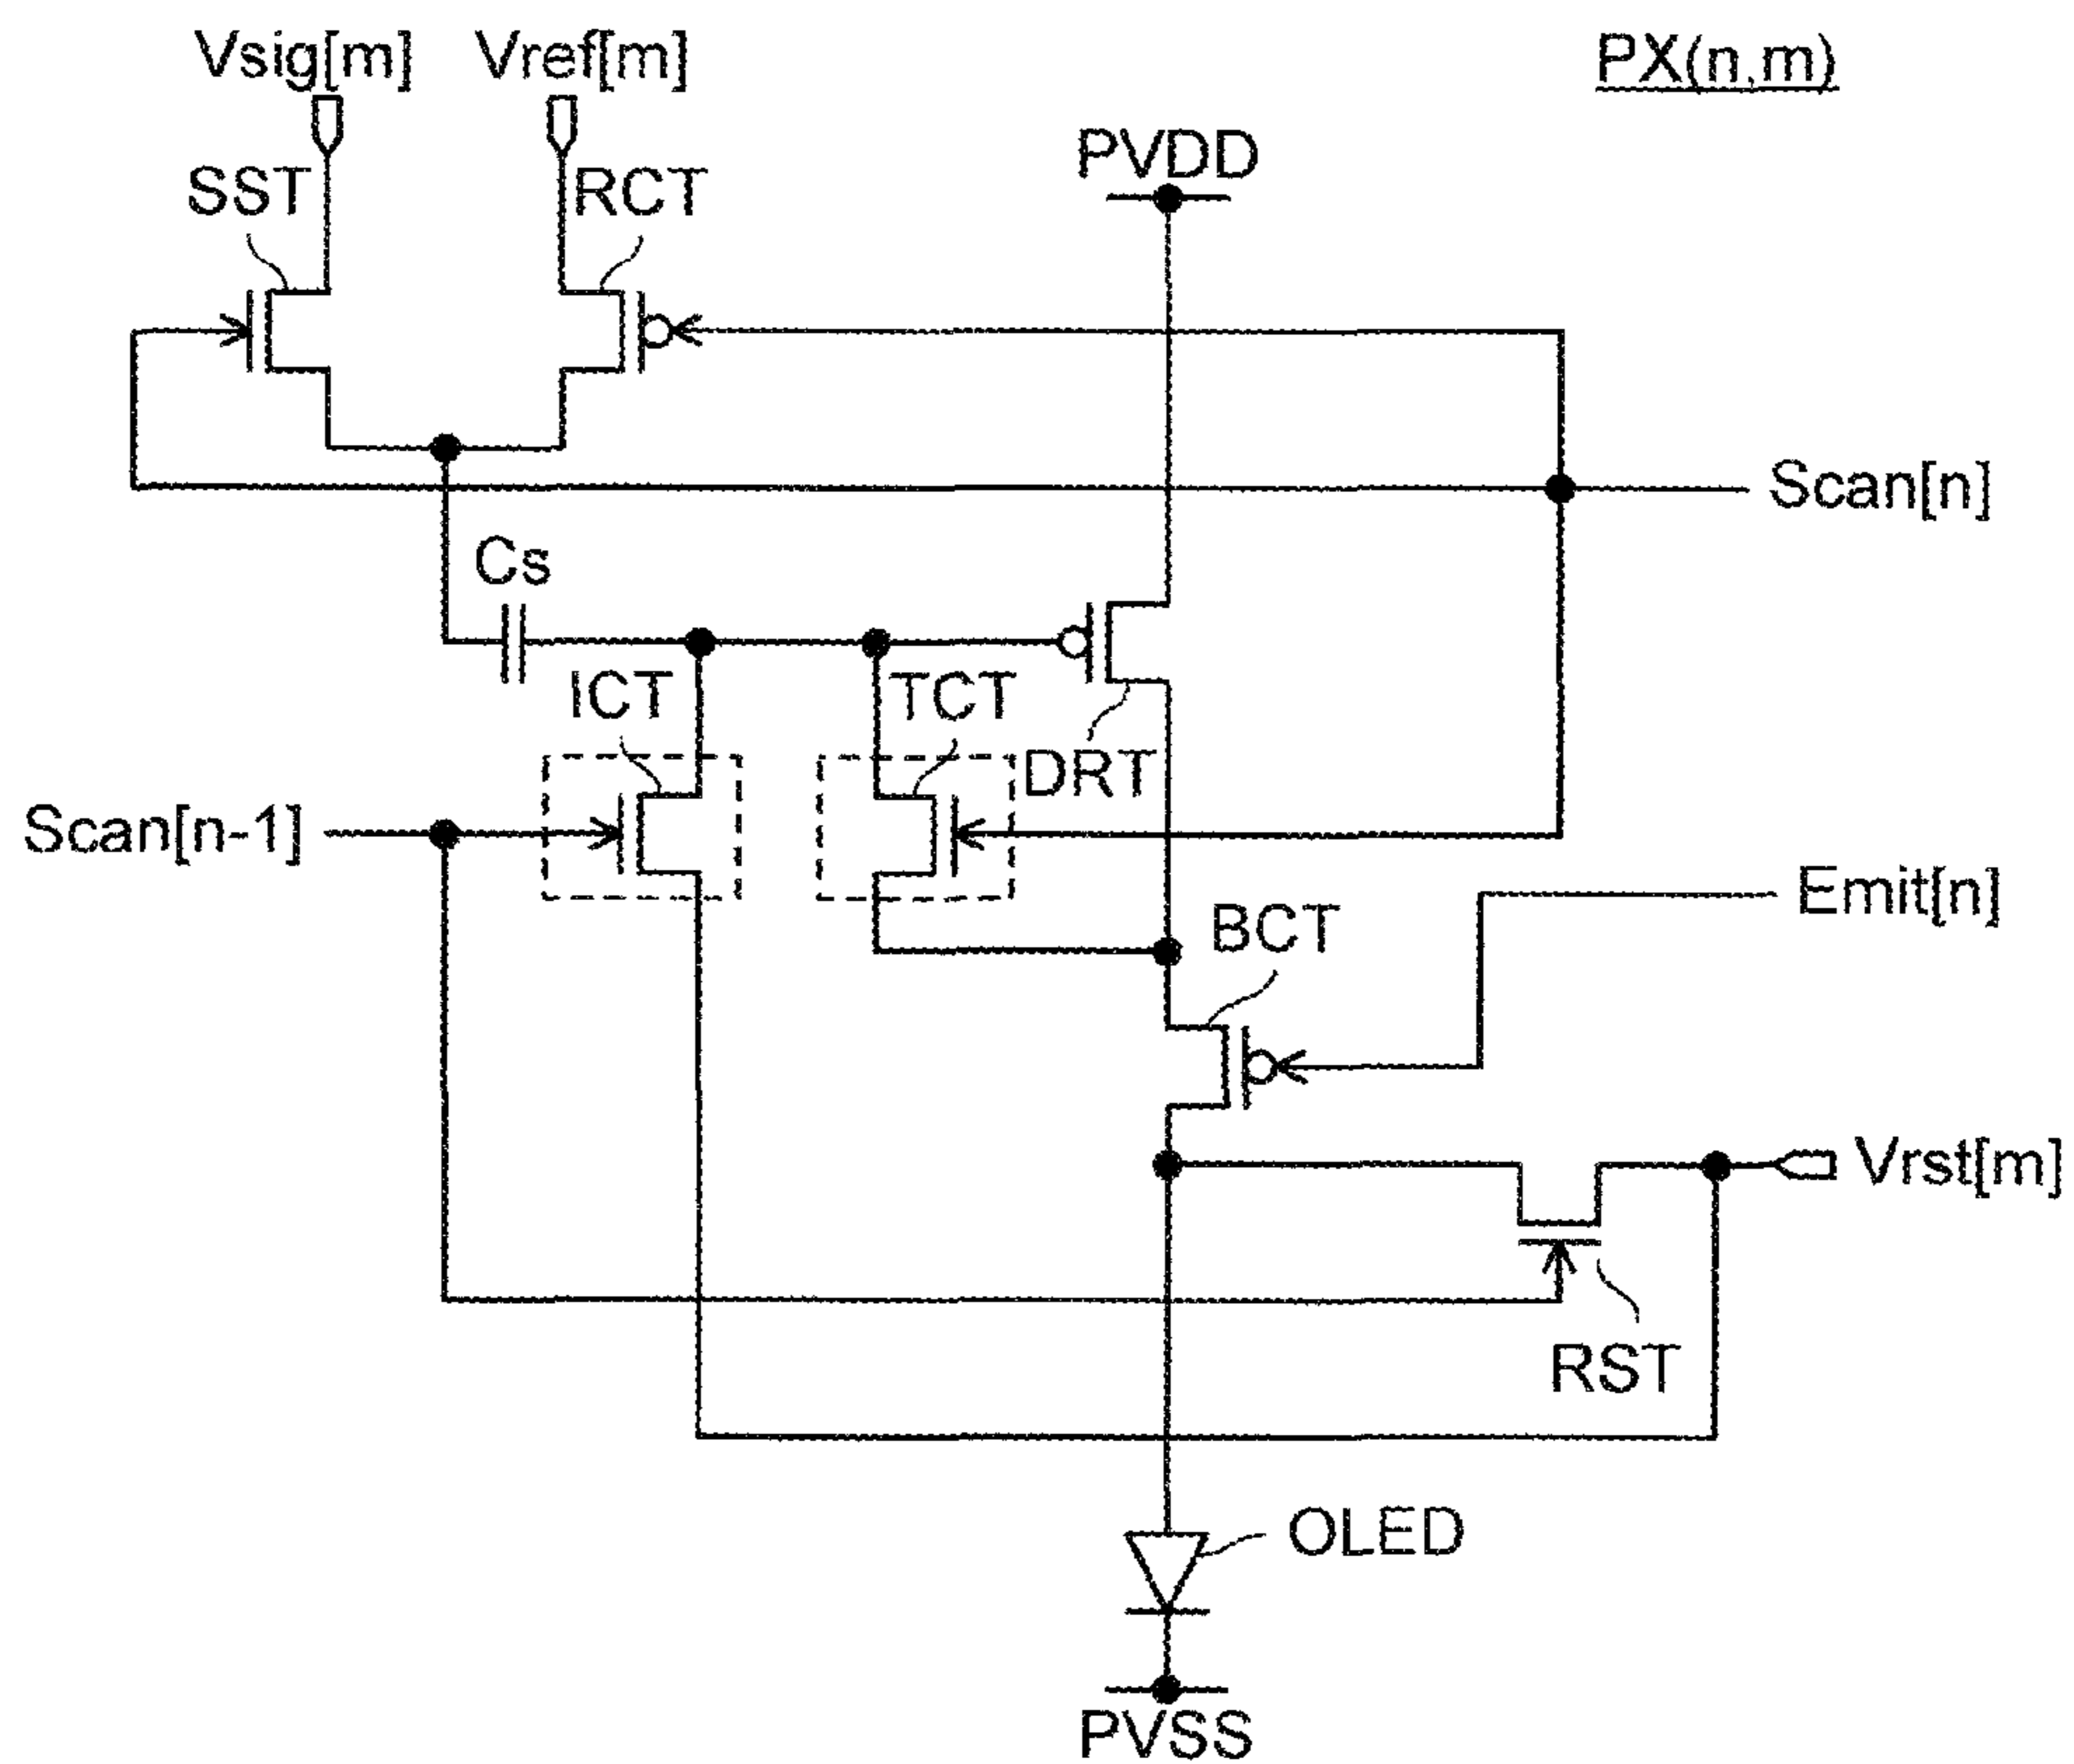 Vsig[m]
Vref[m]
PX(n,m)
PVDD
SST
RCT
Scan[n]
Cs
ICT
TCT
DRT
Scan[n-1]
Emit[n]
BCT
Vrst[m]
RST
OLED
PVSS